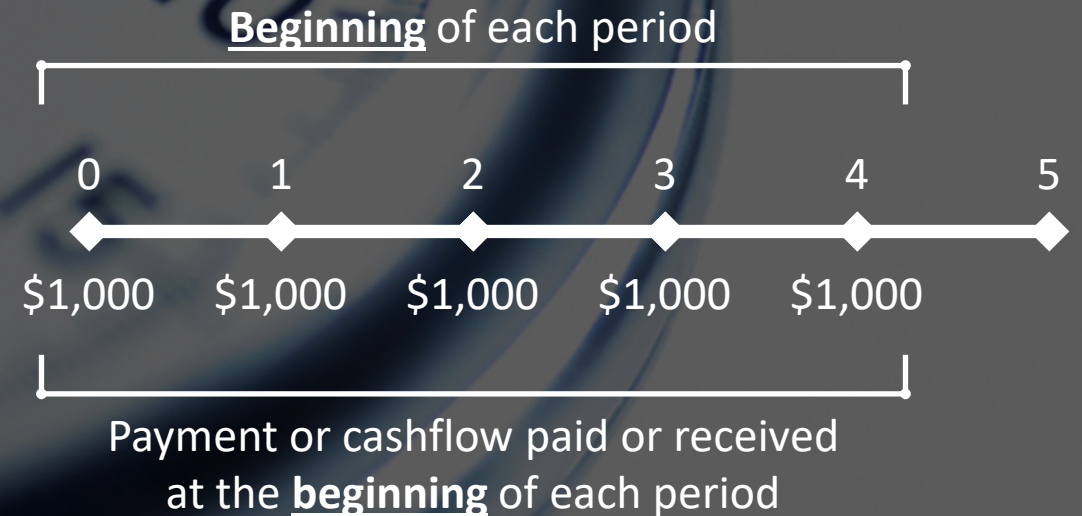 Beginning of each period
0 1 2 3 4 5
$1,000 $1,000 $1,000 $1,000 $1,000
Payment or cashflow paid or received
at the beginning of each period